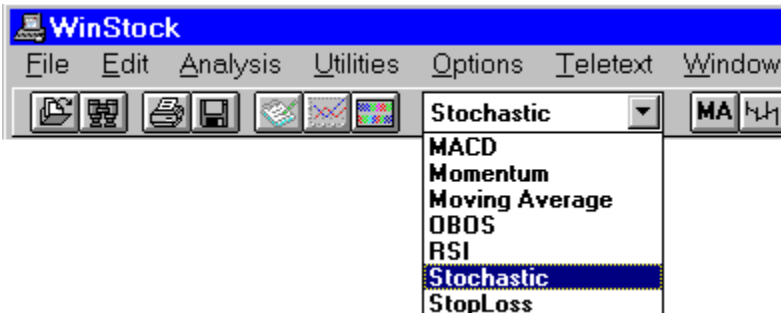 WinStock
File Edit Analysis Utilities Options Teletext Window
Stochastic MA
MACD
Momentum
Moving Average
OBOS
RSI
Stochastic
StopLoss